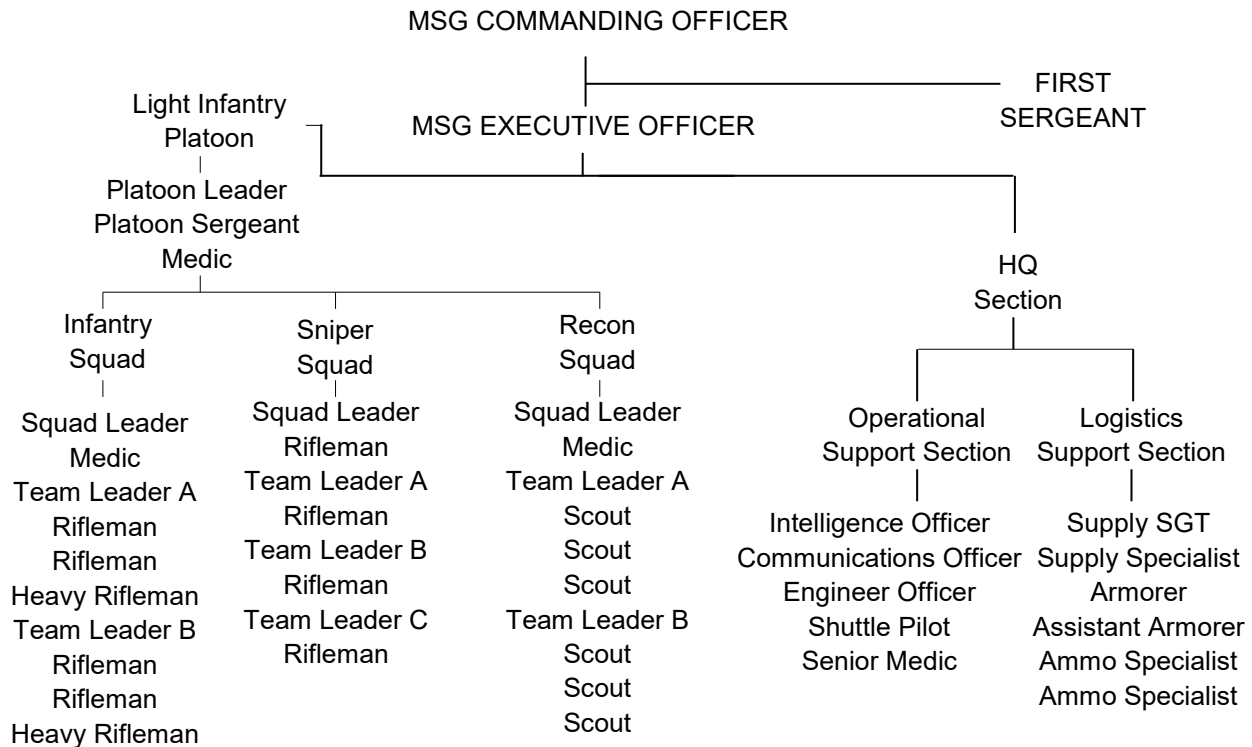 MSG COMMANDING OFFICER
FIRST
SERGEANT
MSG EXECUTIVE OFFICER
Light Infantry
Platoon
Platoon Leader
Platoon Sergeant
Medic
Infantry
Squad
Squad Leader
Medic
Team Leader A
Rifleman
Rifleman
Heavy Rifleman
Team Leader B
Rifleman
Rifleman
Heavy Rifleman
Sniper
Squad
Squad Leader
Rifleman
Team Leader A
Rifleman
Team Leader B
Rifleman
Team Leader C
Rifleman
Recon
Squad
Squad Leader
Medic
Team Leader A
Scout
Scout
Scout
Team Leader B
Scout
Scout
Scout
HQ
Section
Operational
Support Section
Intelligence Officer
Communications Officer
Engineer Officer
Shuttle Pilot
Senior Medic
Logistics
Support Section
Supply SGT
Supply Specialist
Armorer
Assistant Armorer
Ammo Specialist
Ammo Specialist